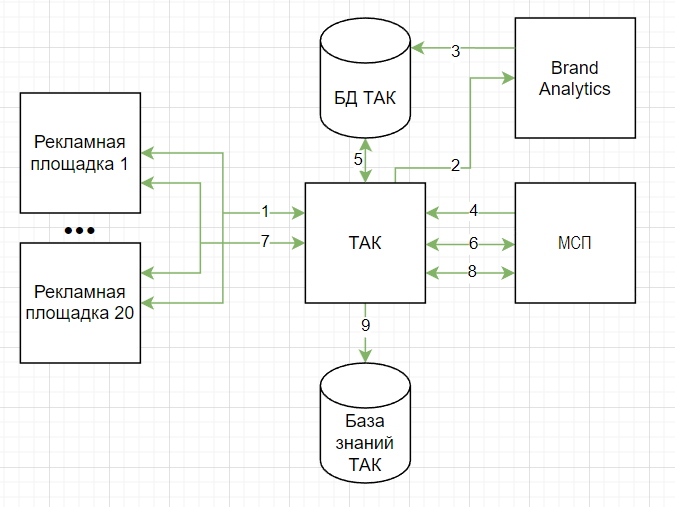 БД ТАК
3
Brand
Analytics
Рекламная
площадка 1
5
2
1
4
ТАК
МСП
7
6
8
•••
Рекламная
площадка 20
9
База
знаний
ТАК